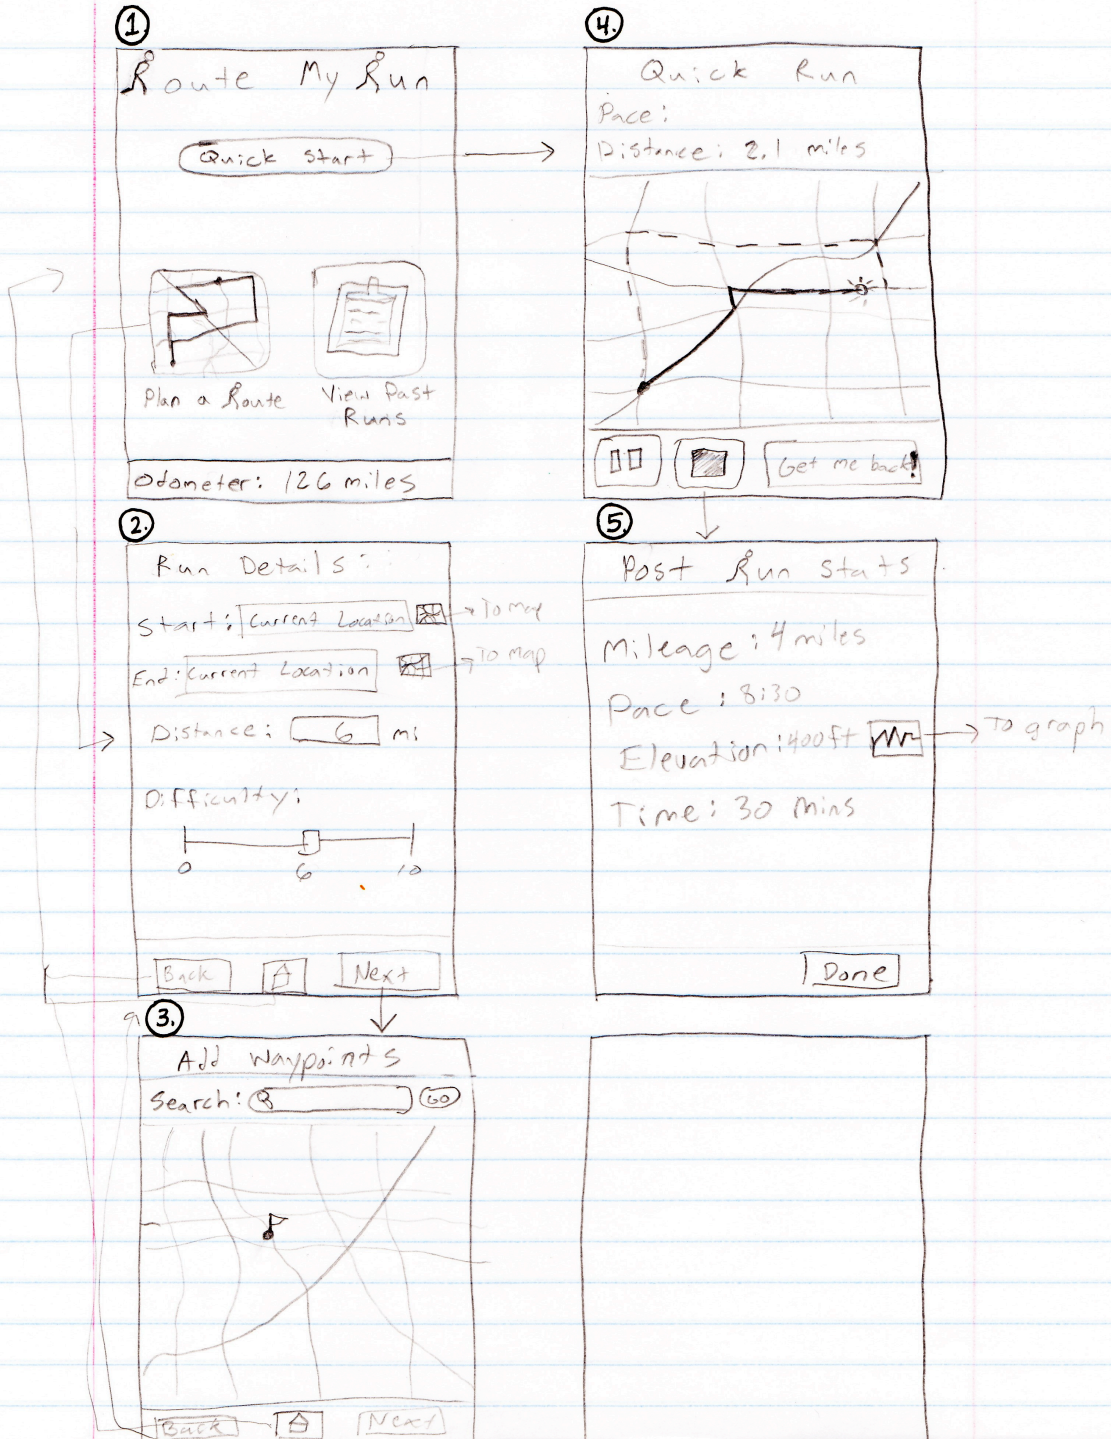 1.
Route My Run
Quick Start
Plan a Route
View Past
Runs
Odometer: 126 miles
2.
Run Details:
Start: Current Location
To map
End: Current Location
To map
Distance: 6 mi
Difficulty:
0 6 10
Back Next
3.
Add Waypoints
Search: GO
Back Next
4.
Quick Run
Pace:
Distance: 2.1 miles
Get me back!
5.
Post Run Stats
Mileage: 4 miles
Pace: 8:30
Elevation: 400ft
To graph
Time: 30 mins
Done